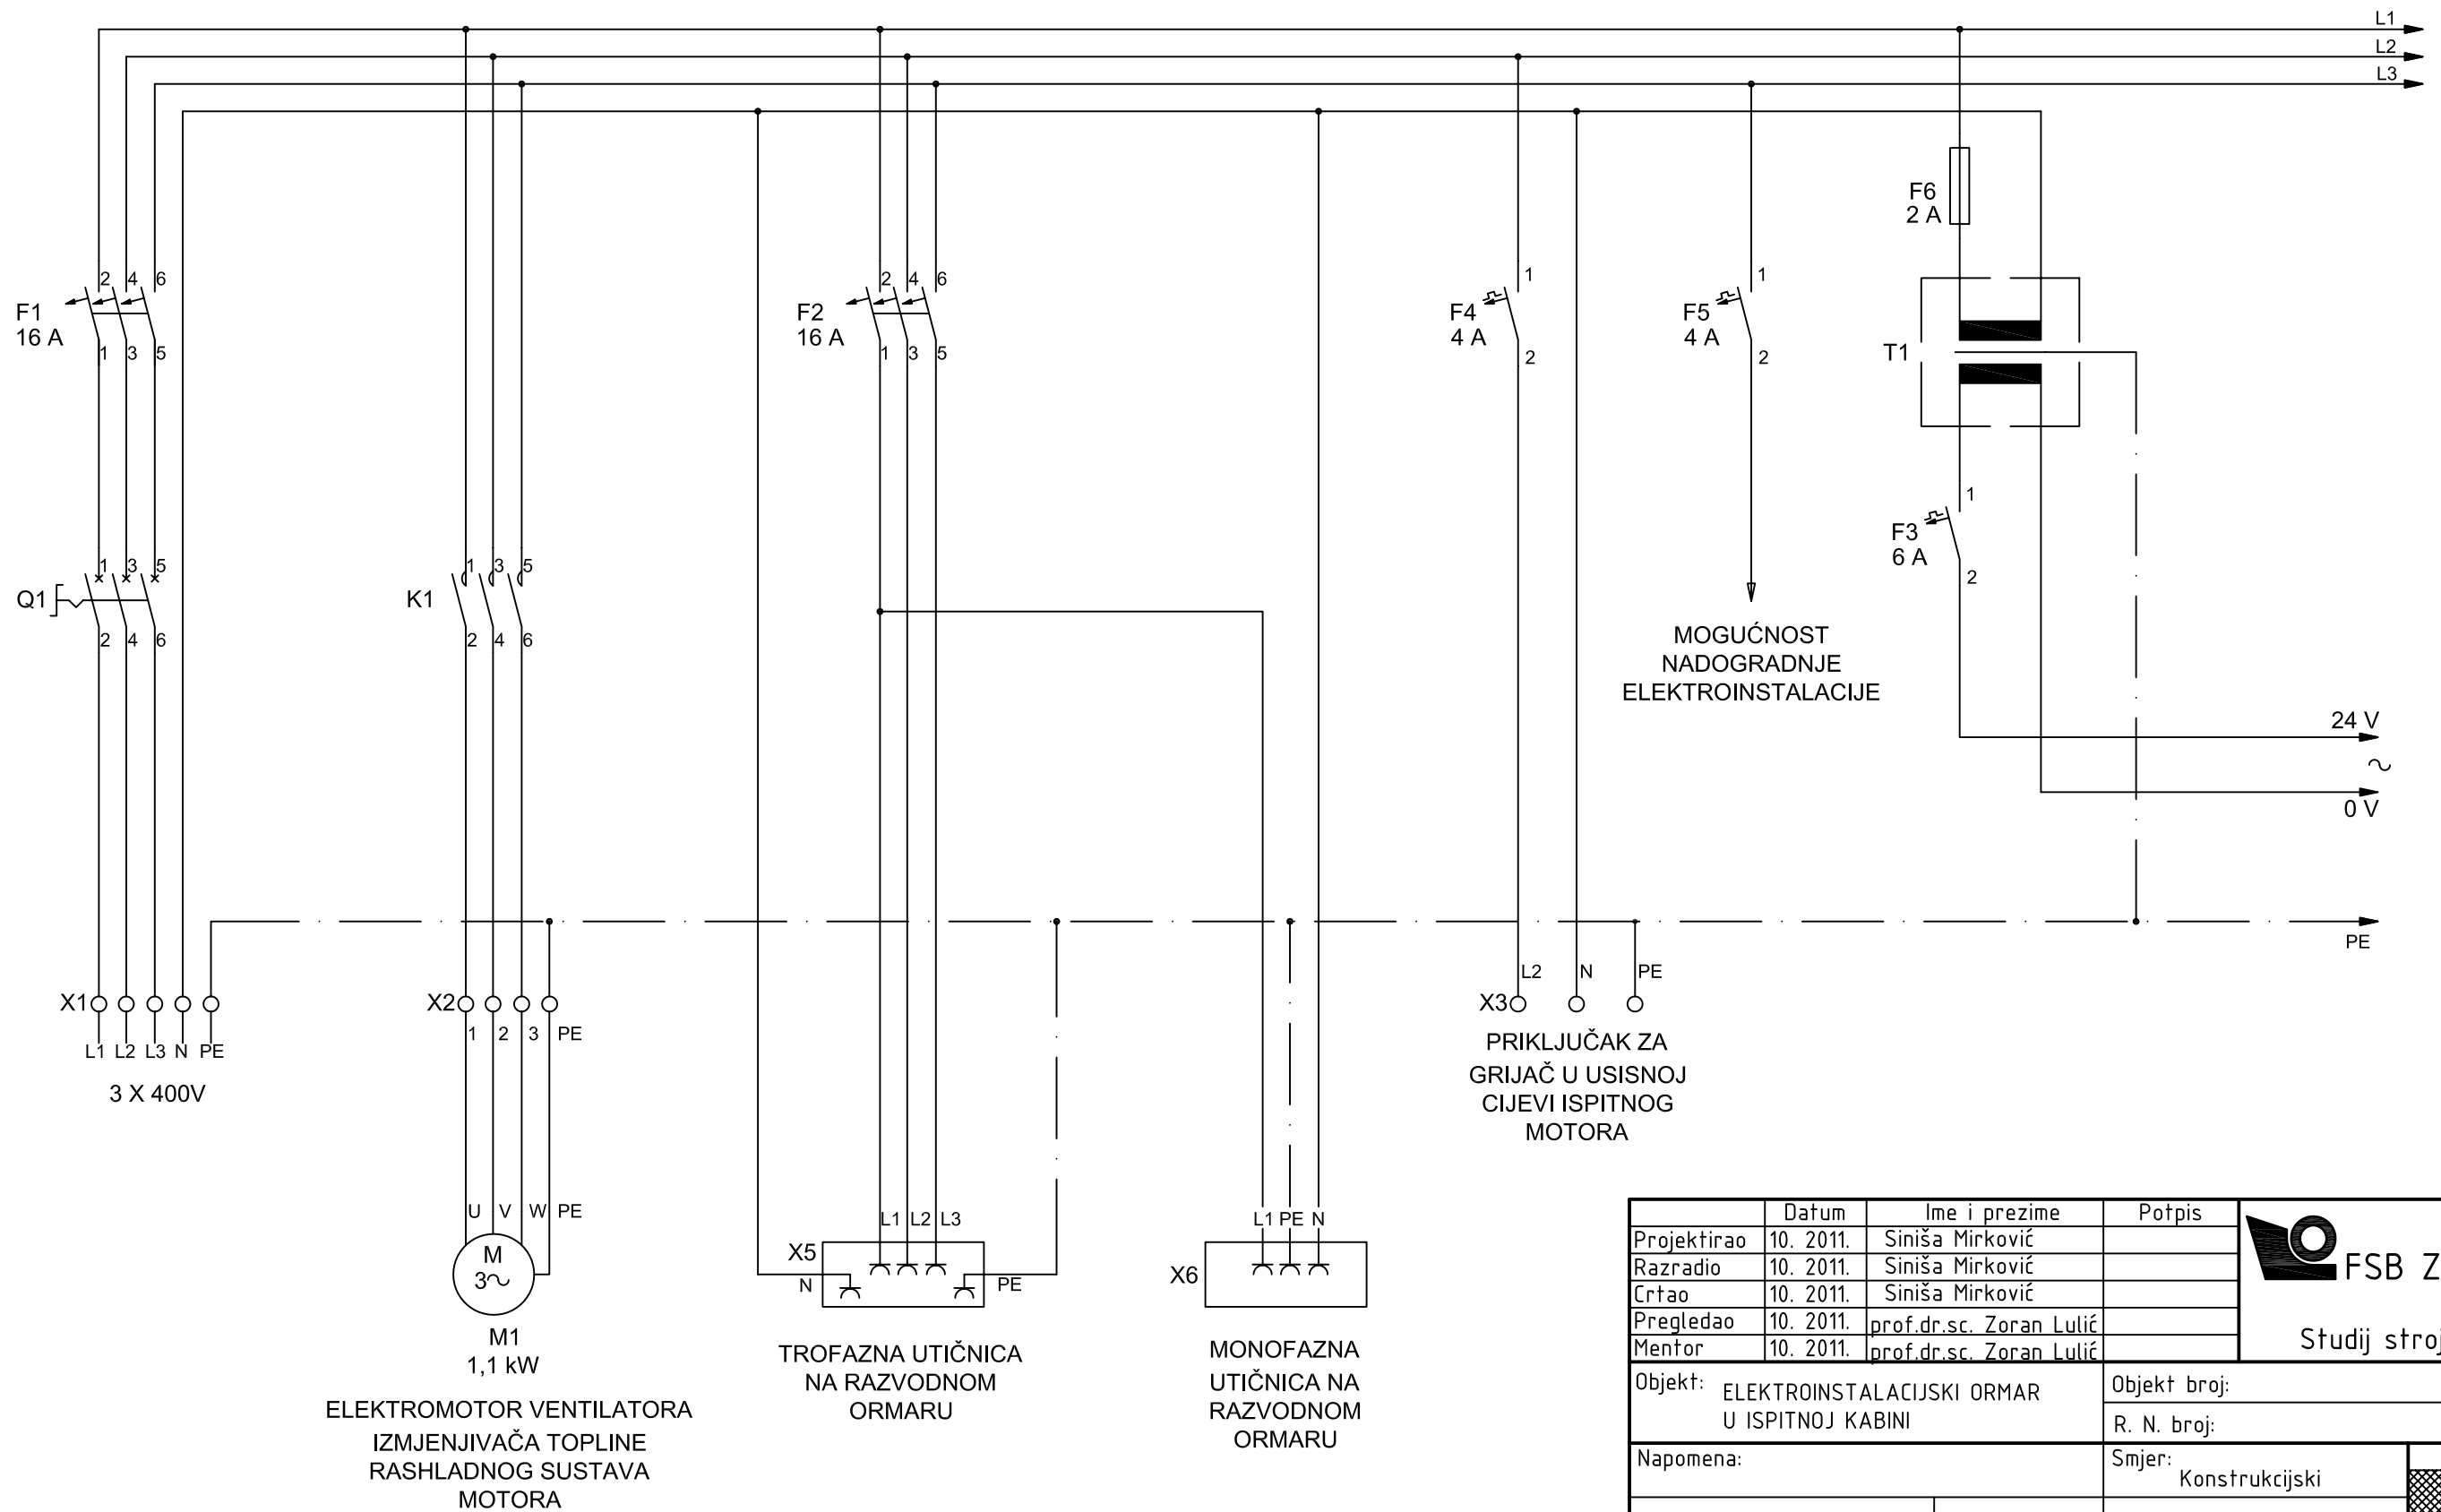 L1
L2
L3
F6
2 A
2 4 6
F1
16 A
1 3 5
2 4 6
F2
16 A
1 3 5
1
F4
4 A
2
1
F5
4 A
2
T1
1
F3
6 A
2
1 3 5
Q1
2 4 6
1 3 5
K1
2 4 6
MOGUĆNOST
NADOGRADNJE
ELEKTROINSTALACIJE
24 V
0 V
PE
X1
L1 L2 L3 N PE
3 X 400V
X2
1 2 3 PE
U V W PE
M
3
M1
1,1 kW
ELEKTROMOTOR VENTILATORA
IZMJENJIVAČA TOPLINE
RASHLADNOG SUSTAVA
MOTORA
L1 L2 L3
X5
N
PE
TROFAZNA UTIČNICA
NA RAZVODNOM
ORMARU
L1 PE N
X6
MONOFAZNA
UTIČNICA NA
RAZVODNOM
ORMARU
L2 N PE
X3
PRIKLJUČAK ZA
GRIJAČ U USISNOJ
CIJEVI ISPITNOG
MOTORA
Datum Ime i prezime Potpis
Projektirao 10. 2011. Siniša Mirković
Razradio 10. 2011. Siniša Mirković
Crtao 10. 2011. Siniša Mirković
Pregledao 10. 2011. prof.dr.sc. Zoran Lulić
Mentor 10. 2011. prof.dr.sc. Zoran Lulić
FSB Z
Studij stroj
Objekt: ELEKTROINSTALACIJSKI ORMAR
U ISPITNOJ KABINI
Objekt broj:
R. N. broj:
Napomena:
Smjer:
Konstrukcijski